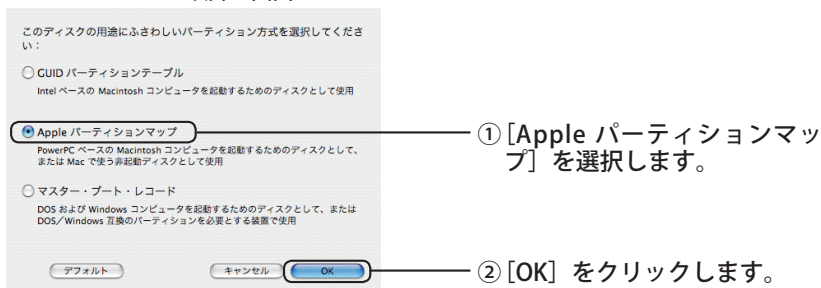 このディスクの用途にふさわしいパーティション方式を選択してくださ
い：
GUID パーティションテーブル
Intel ベースの Macintosh コンピュータを起動するためのディスクとして使用
Apple パーティションマップ
PowerPC ベースの Macintosh コンピュータを起動するためのディスクとして、
または Mac で使う非起動ディスクとして使用
①［Apple パーティションマッ
プ］を選択します。
マスター・ブート・レコード
DOS および Windows コンピュータを起動するためのディスクとして、または
DOS／Windows 互換のパーティションを必要とする装置で使用
デフォルト
キャンセル
OK
②［OK］をクリックします。